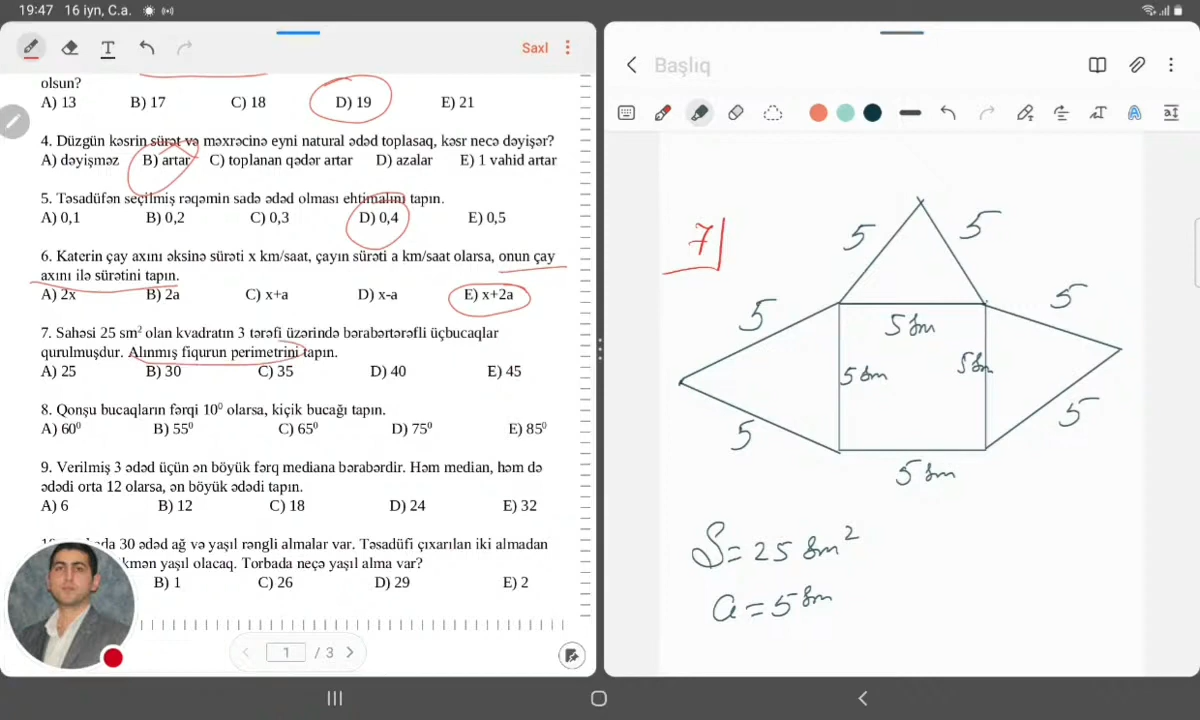 19:47 16 iyn, C.a.
Saxl
olsun?
A) 13 B) 17 C) 18 D) 19 E) 21
4. Düzgün kəsrin sürət və məxrəcinə eyni natural ədəd toplasaq, kəsr necə dəyişər?
A) dəyişməz B) artar C) toplanan qədər artar D) azalar E) 1 vahid artar
5. Təsadüfən seçilmiş rəqəmin sadə ədəd olması ehtimalını tapın.
A) 0,1 B) 0,2 C) 0,3 D) 0,4 E) 0,5
6. Katerin çay axını əksinə sürəti x km/saat, çayın sürəti a km/saat olarsa, onun çay
axını ilə sürətini tapın.
A) 2x B) 2a C) x+a D) x-a E) x+2a
7. Sahəsi 25 sm² olan kvadratın 3 tərəfi üzərində bərabərtərəfli üçbucaqlar
qurulmuşdur. Alınmış fiqurun perimetrini tapın.
A) 25 B) 30 C) 35 D) 40 E) 45
8. Qonşu bucaqların fərqi 10⁰ olarsa, kiçik bucağı tapın.
A) 60⁰ B) 55⁰ C) 65⁰ D) 75⁰ E) 85⁰
9. Verilmiş 3 ədəd üçün ən böyük fərq mediana bərabərdir. Həm median, həm də
ədədi orta 12 olarsa, ən böyük ədədi tapın.
A) 6 B) 12 C) 18 D) 24 E) 32
30 ədəd ağ və yaşıl rəngli almalar var. Təsadüfi çıxarılan iki almadan
yaşıl olacaq. Torbada neçə yaşıl alma var?
B) 1 C) 26 D) 29 E) 2
1 / 3
Başlıq
7
5 5
5 5 sm 5
5 sm 5 sm
5 5 sm 5
S = 25 sm²
a = 5 sm